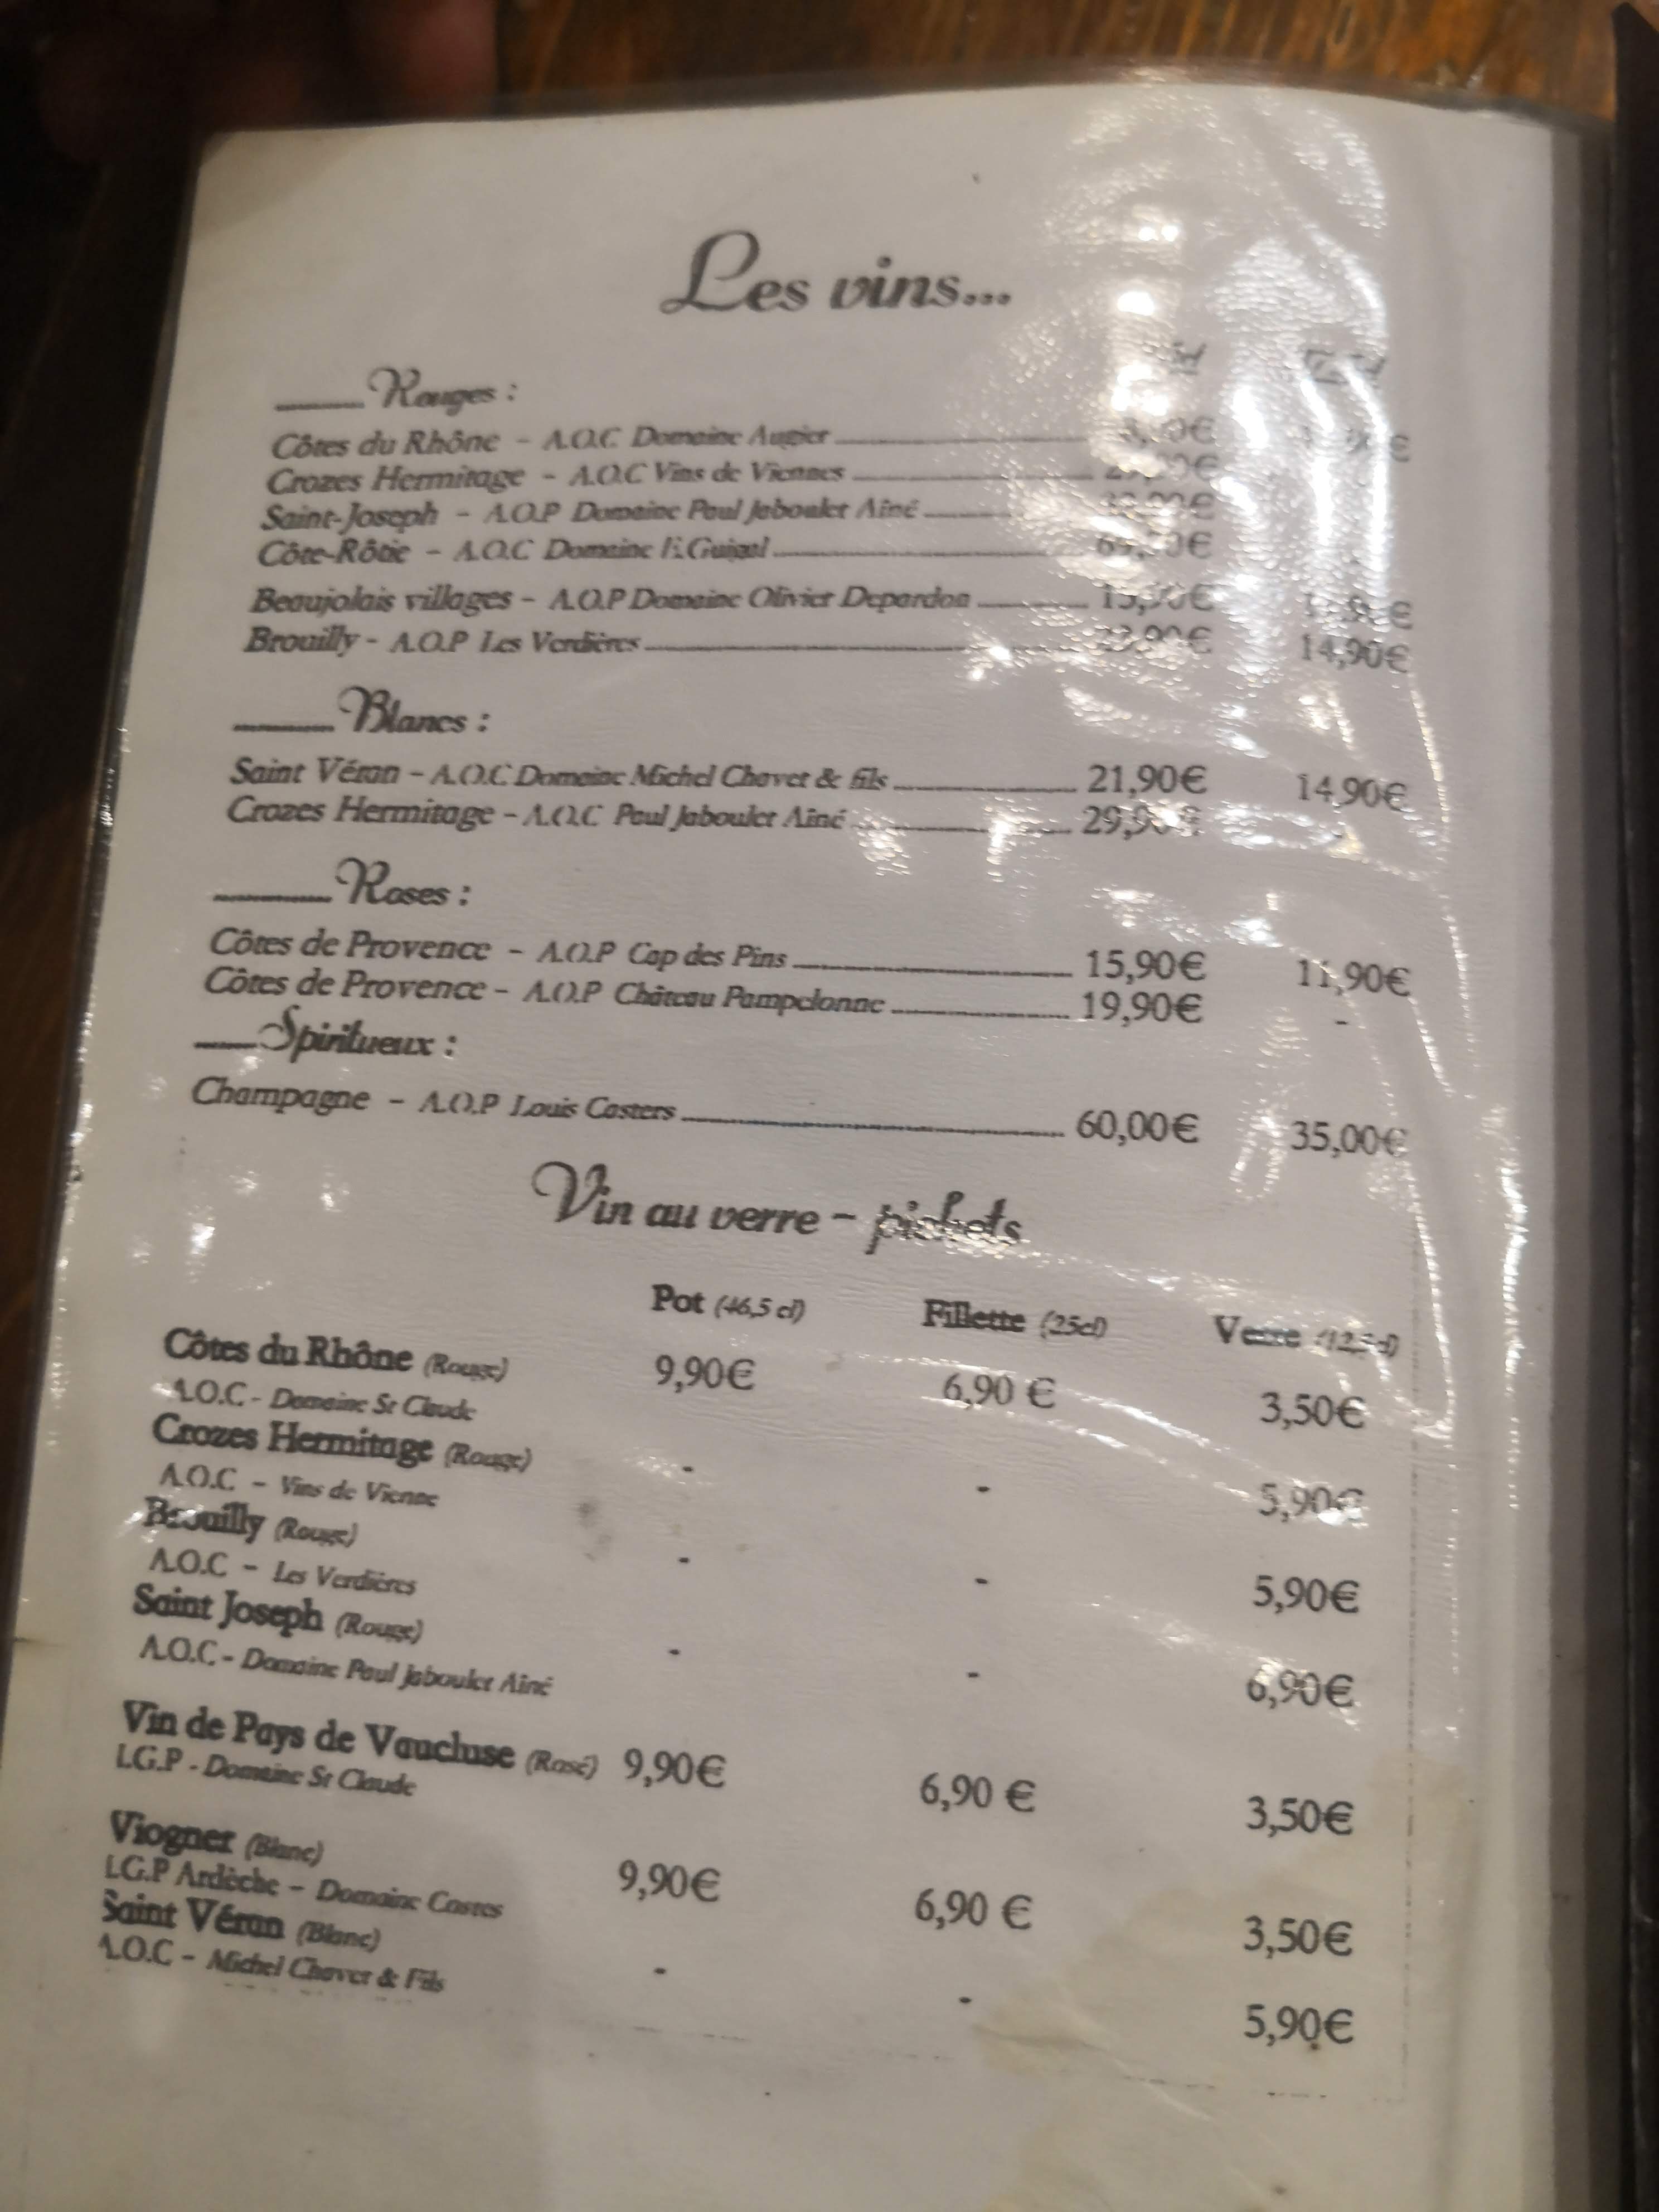 Les vins...
Rouges :
Côtes du Rhône - A.O.C Domaine Augier
Crozes Hermitage - A.O.C Vins de Viennes
Saint-Joseph - A.O.P Domaine Paul Jaboulet Aîné
Côte-Rôtie - A.O.C Domaine E.Guigal
Beaujolais villages - A.O.P Domaine Olivier Depardon
Brouilly - A.O.P Les Verdières 14,90€
Blancs :
Saint Véran - A.O.C Domaine Michel Chavet & fils 21,90€ 14,90€
Crozes Hermitage - A.O.C Paul Jaboulet Aîné -
Roses :
Côtes de Provence - A.O.P Cap des Pins 15,90€ 11,90€
Côtes de Provence - A.O.P Château Pampelonne 19,90€ -
Spiritueux :
Champagne - A.O.P Louis Casters 60,00€ 35,00€
Vin au verre - pichets
Pot (46,5 cl) Fillette (25cl) Verre
Côtes du Rhône (Rouge) 9,90€ 6,90 € 3,50€
A.O.C - Domaine St Claude
Crozes Hermitage (Rouge) - - 5,90€
A.O.C - Vins de Vienne
Brouilly (Rouge) - - 5,90€
A.O.C - Les Verdières
Saint Joseph (Rouge) - - 6,90€
A.O.C - Domaine Paul Jaboulet Aîné
Vin de Pays de Vaucluse (Rosé) 9,90€ 6,90 € 3,50€
I.G.P - Domaine St Claude
Viogner (Blanc) 9,90€ 6,90 € 3,50€
I.G.P Ardèche - Domaine Costes
Saint Véran (Blanc) - - 5,90€
A.O.C - Michel Chavet & Fils